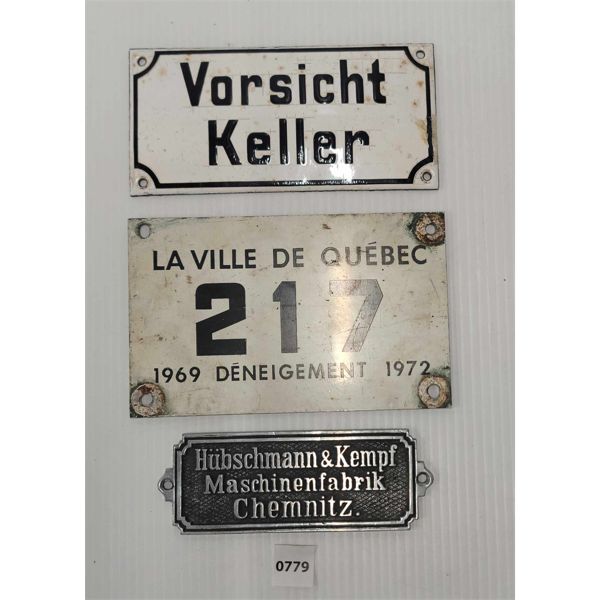 Vorsicht
Keller
LA VILLE DE QUÉBEC
217
1969 DÉNEIGEMENT 1972
Hübschmann & Kempf
Maschinenfabrik
Chemnitz.
0779